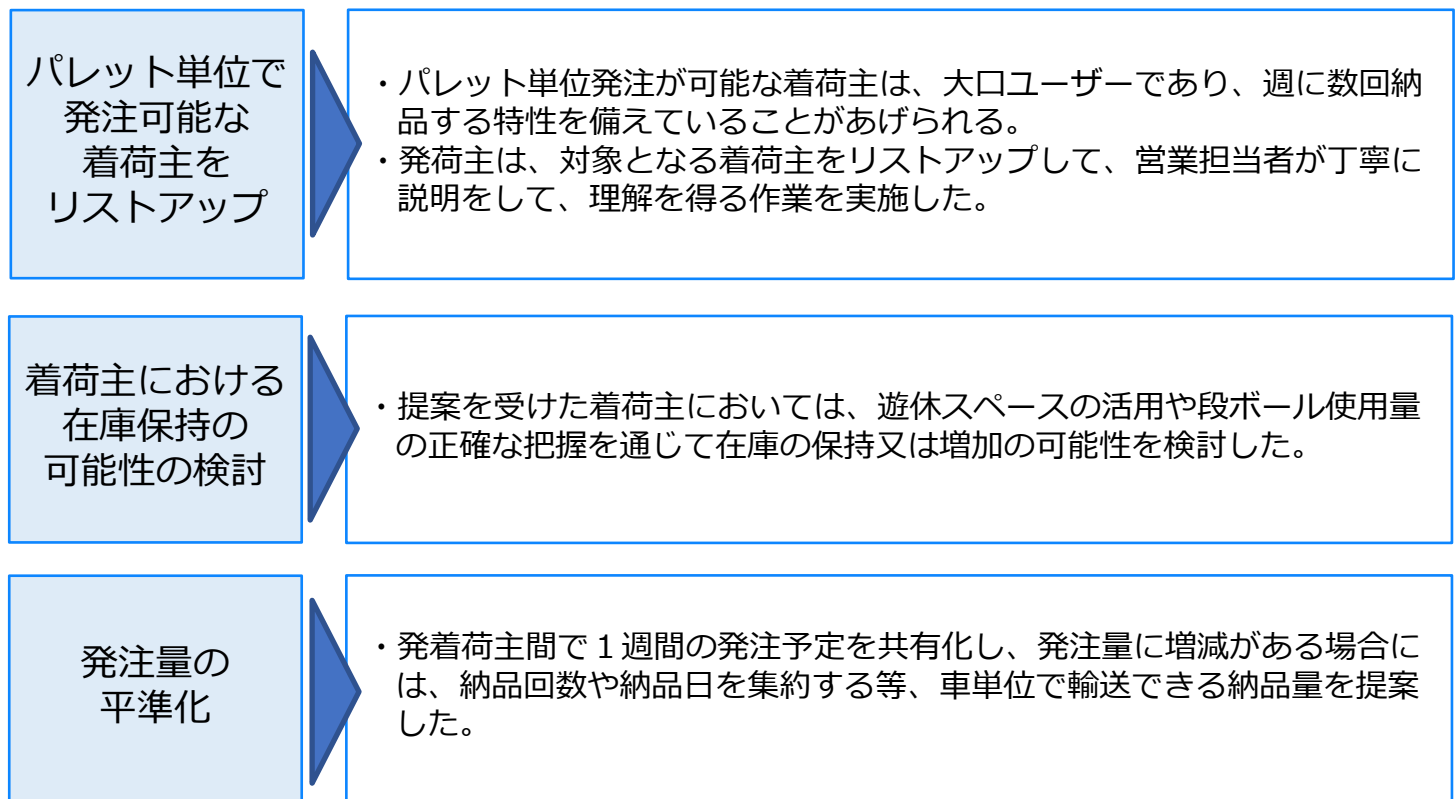 パレット単位で
発注可能な
着荷主を
リストアップ
・パレット単位発注が可能な着荷主は、大口ユーザーであり、週に数回納
品する特性を備えていることがあげられる。
・発荷主は、対象となる着荷主をリストアップして、営業担当者が丁寧に
説明をして、理解を得る作業を実施した。
着荷主における
在庫保持の
可能性の検討
・提案を受けた着荷主においては、遊休スペースの活用や段ボール使用量
の正確な把握を通じて在庫の保持又は増加の可能性を検討した。
発注量の
平準化
・発着荷主間で１週間の発注予定を共有化し、発注量に増減がある場合に
は、納品回数や納品日を集約する等、車単位で輸送できる納品量を提案
した。